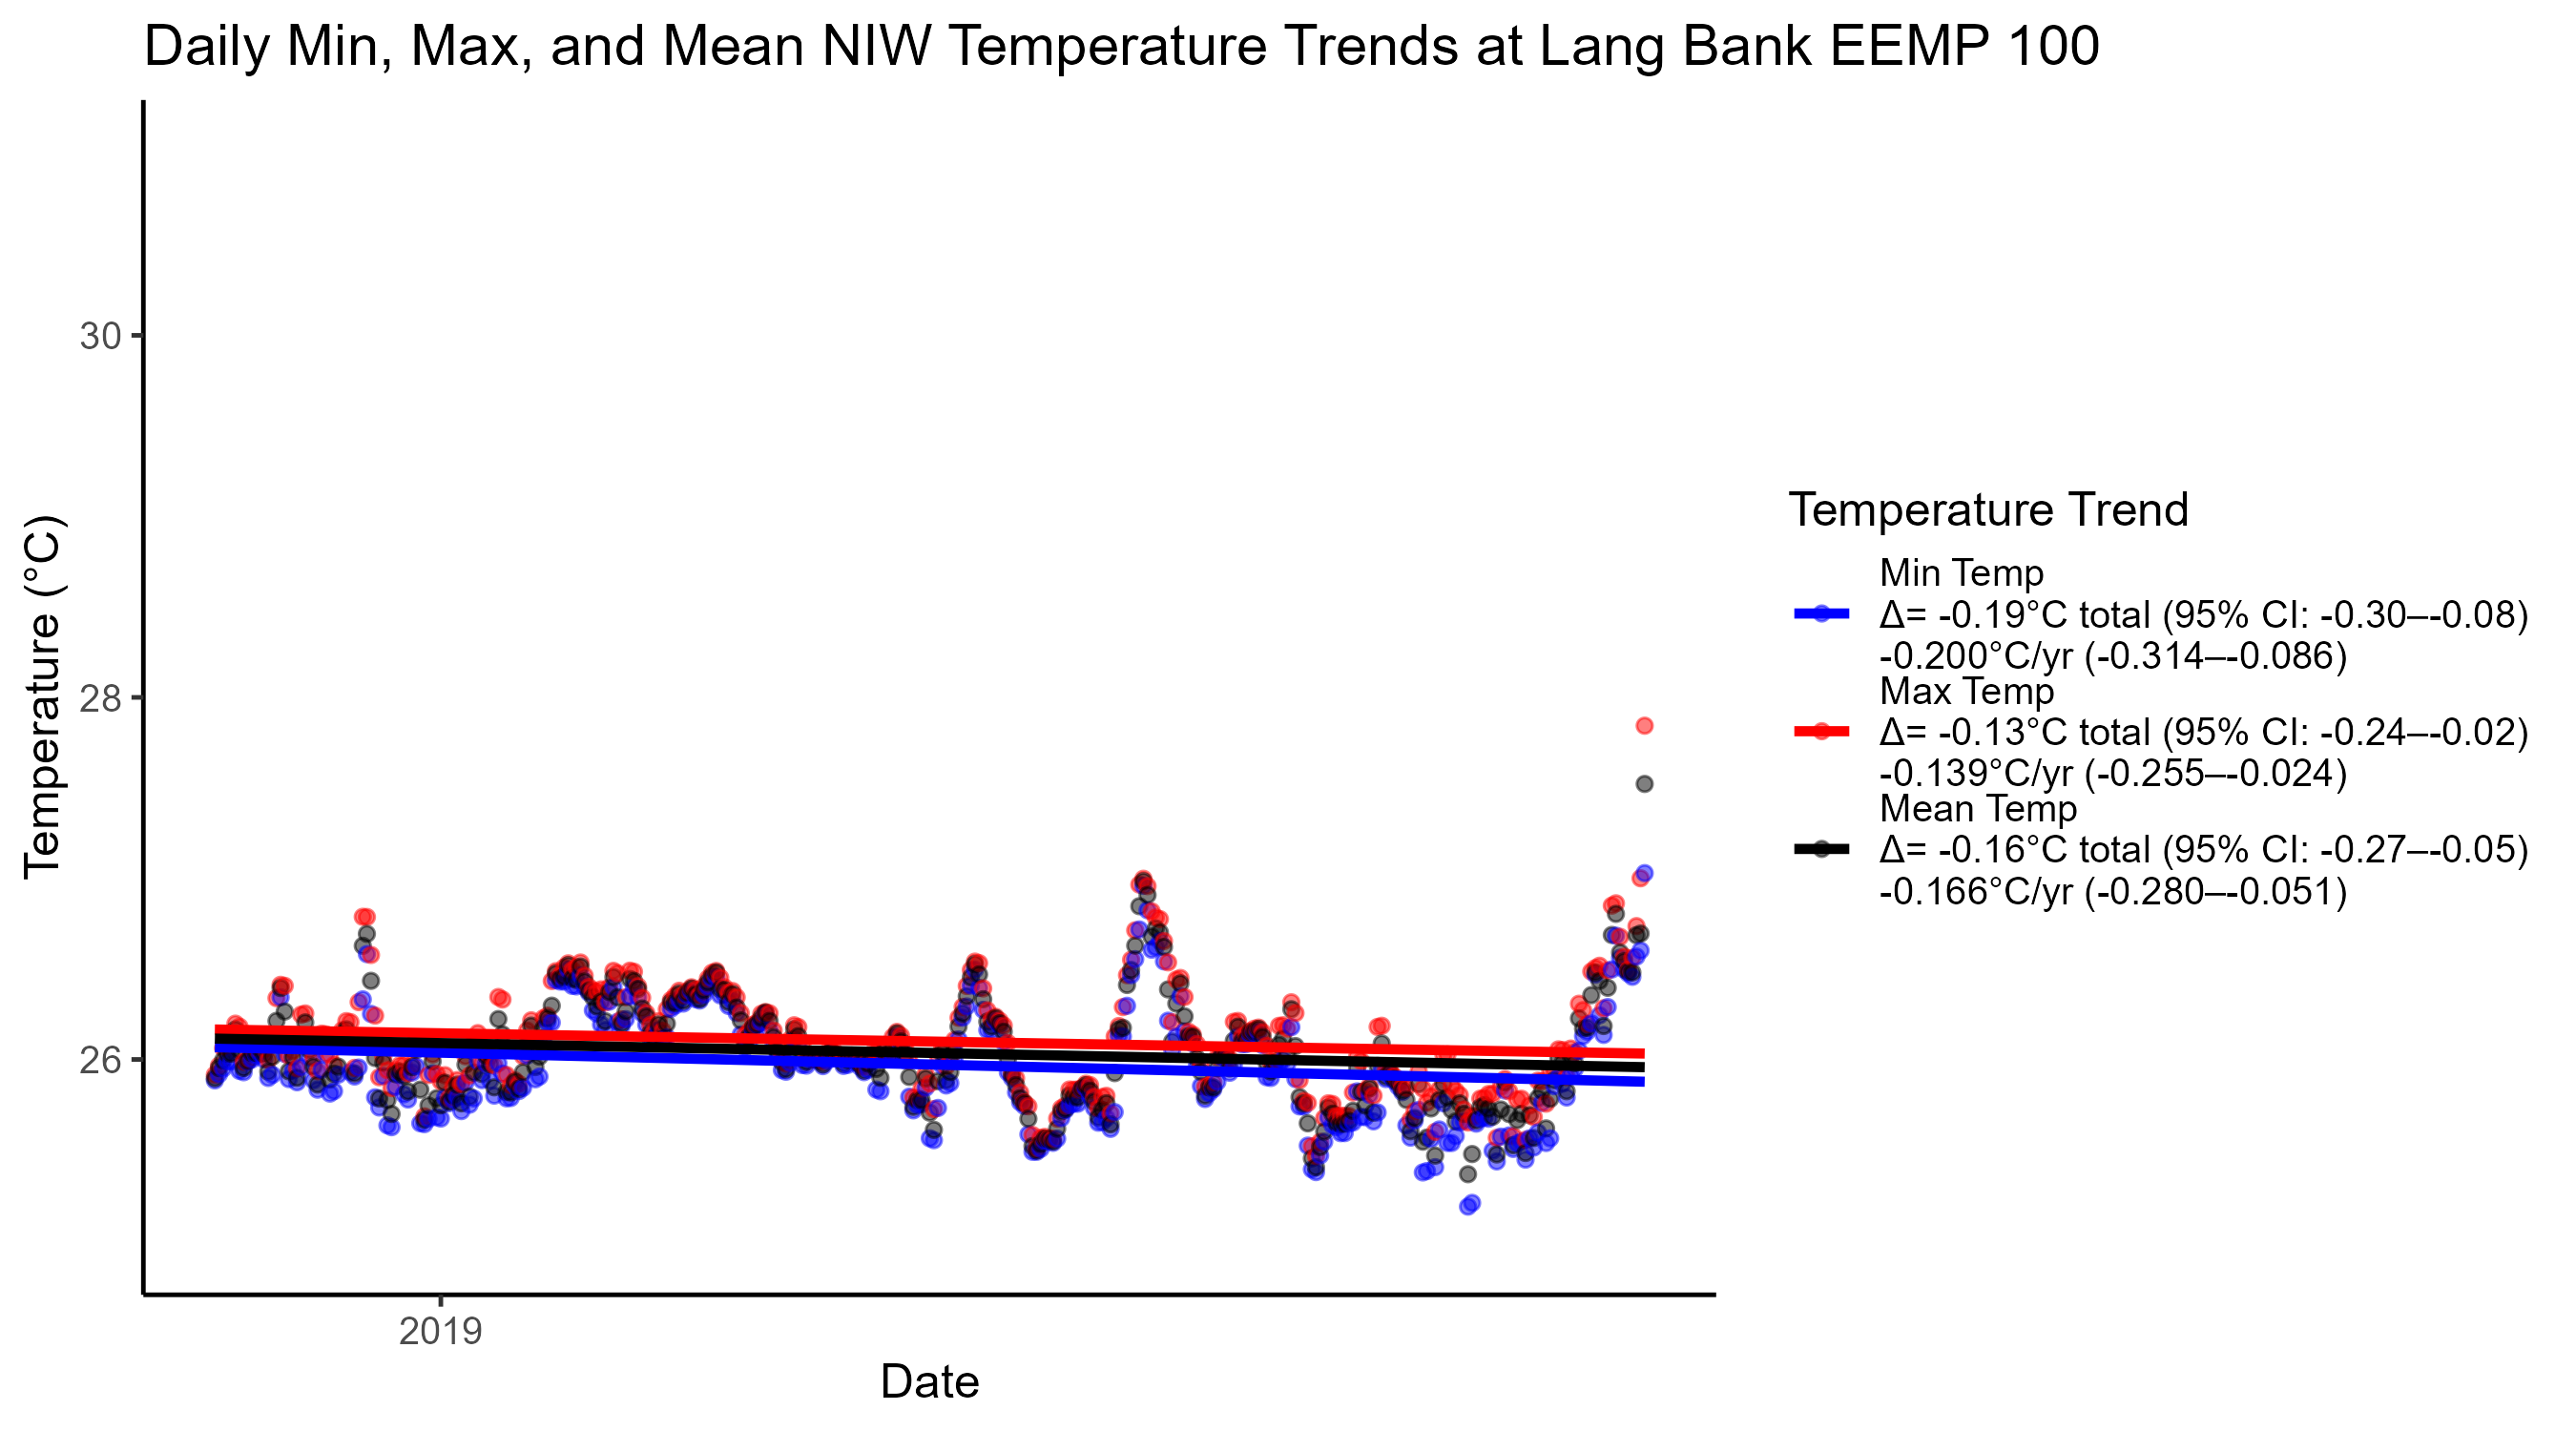 Daily Min, Max, and Mean NIW Temperature Trends at Lang Bank EEMP 100
Temperature (°C)
30
28
26
2019
Date
Temperature Trend
Min Temp
Δ= -0.19°C total (95% CI: -0.30–-0.08)
-0.200°C/yr (-0.314–-0.086)
Max Temp
Δ= -0.13°C total (95% CI: -0.24–-0.02)
-0.139°C/yr (-0.255–-0.024)
Mean Temp
Δ= -0.16°C total (95% CI: -0.27–-0.05)
-0.166°C/yr (-0.280–-0.051)